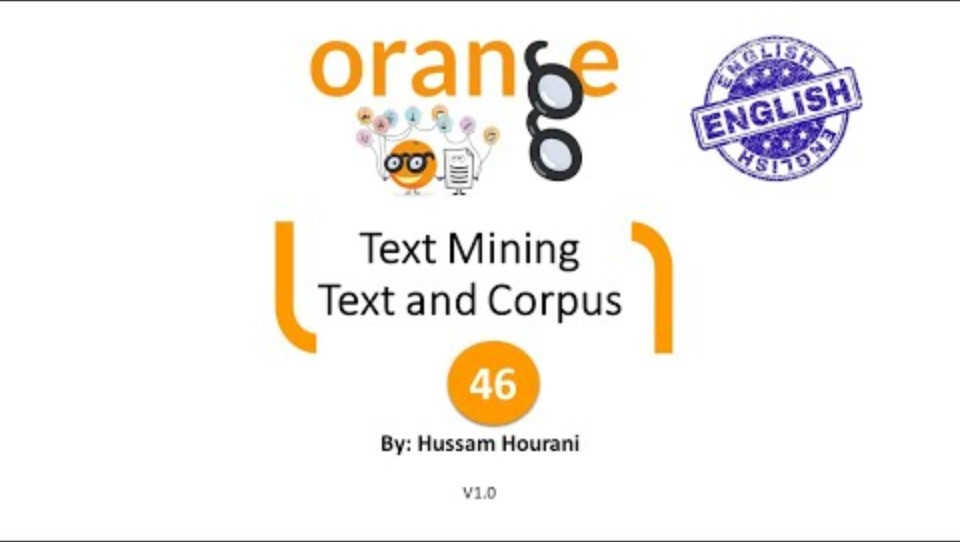 orange
ENGLISH
ENGLISH
ENGLISH
Text Mining
Text and Corpus
46
By: Hussam Hourani
V1.0